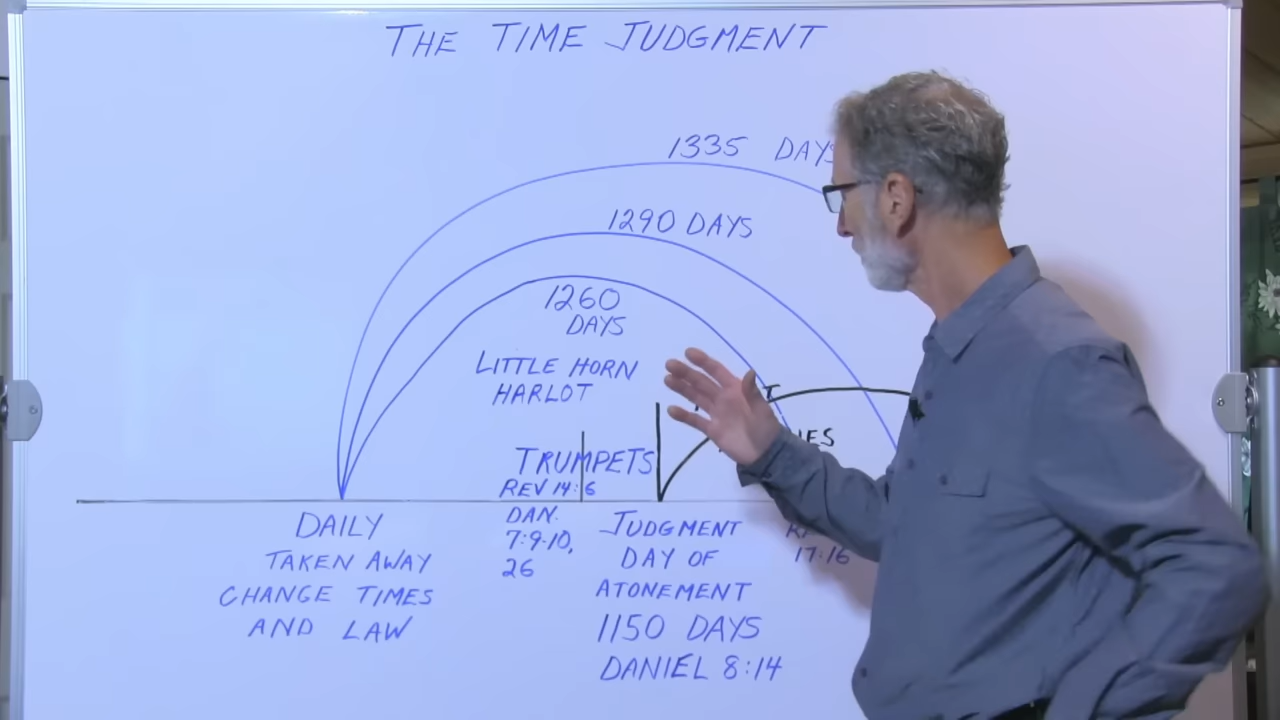 THE TIME JUDGMENT
1335 DAYS
1290 DAYS
1260
DAYS
LITTLE HORN
HARLOT
TRUMPETS
REV 14:6
DAN.
7:9-10,
26
DAILY
TAKEN AWAY
CHANGE TIMES
AND LAW
JUDGMENT
DAY OF
ATONEMENT
1150 DAYS
DANIEL 8:14
17:16